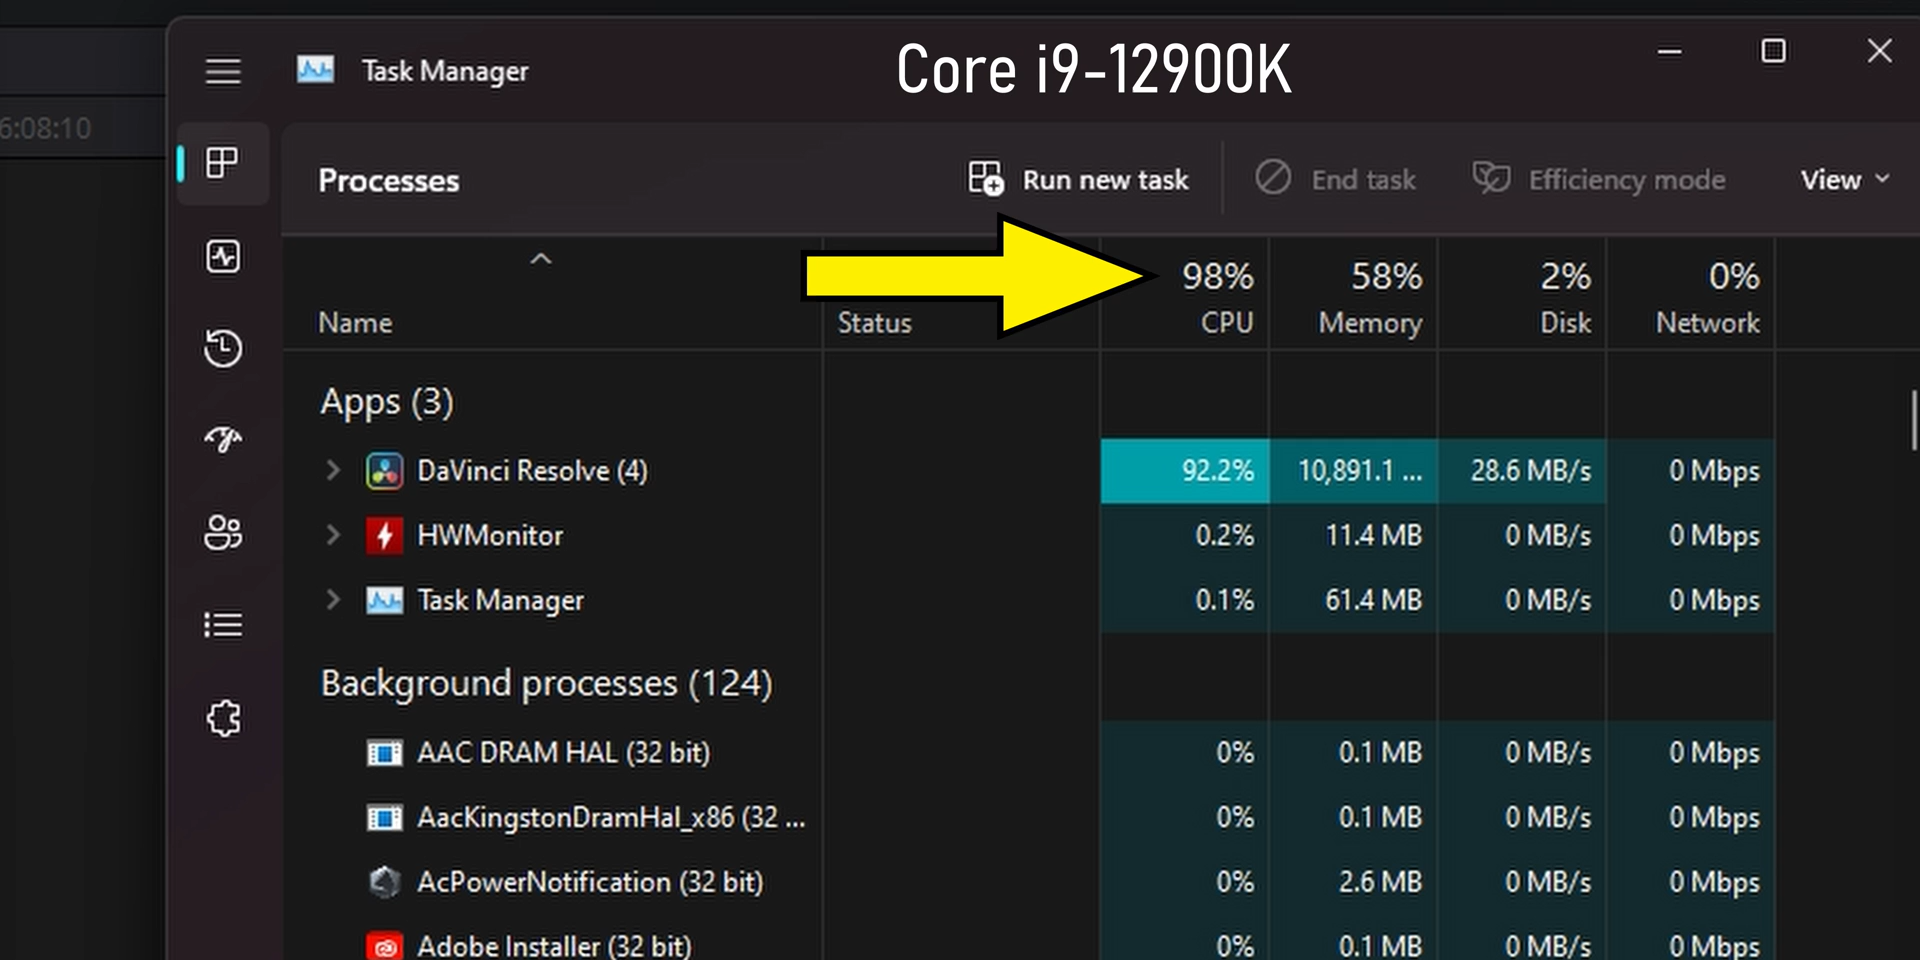 Task Manager
Core i9-12900K
6:08:10
Processes
Run new task
End task
Efficiency mode
View
98% 58% 2% 0%
Name Status CPU Memory Disk Network
Apps (3)
DaVinci Resolve (4) 92.2% 10,891.1 ... 28.6 MB/s 0 Mbps
HWMonitor 0.2% 11.4 MB 0 MB/s 0 Mbps
Task Manager 0.1% 61.4 MB 0 MB/s 0 Mbps
Background processes (124)
AAC DRAM HAL (32 bit) 0% 0.1 MB 0 MB/s 0 Mbps
AacKingstonDramHal_x86 (32 ... 0% 0.1 MB 0 MB/s 0 Mbps
AcPowerNotification (32 bit) 0% 2.6 MB 0 MB/s 0 Mbps
Adobe Installer (32 bit) 0% 0.1 MB 0 MB/s 0 Mbps